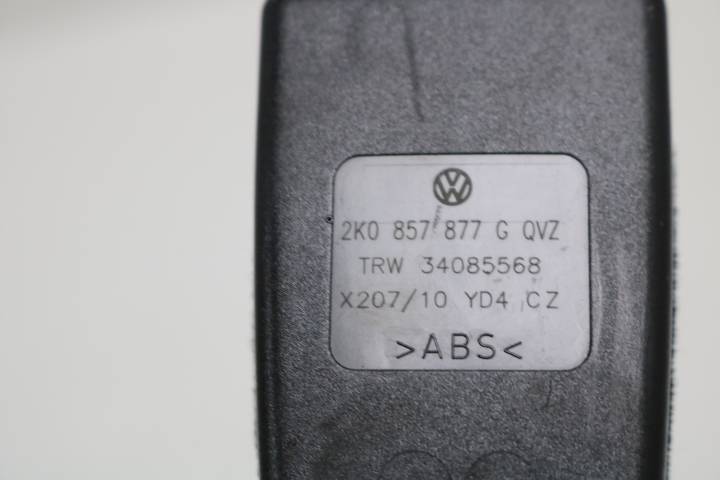 2K0 857 877 G QVZ
TRW 34085568
X207/10 YD4 CZ
>ABS<